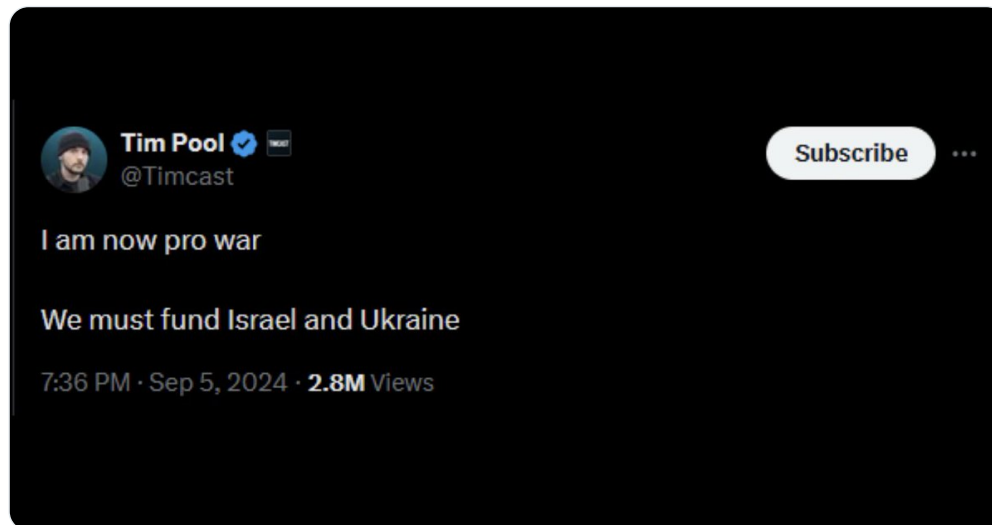 Tim Pool
@Timcast
Subscribe
I am now pro war
We must fund Israel and Ukraine
7:36 PM · Sep 5, 2024 · 2.8M Views